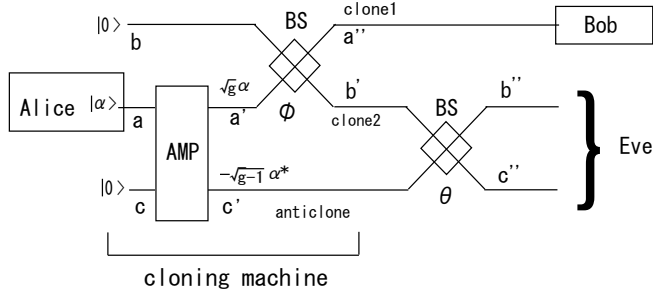 clone1
BS
|0>
b
a''
Bob
√gα
b'
BS
b''
Alice
|α>
a
a'
Φ
clone2
AMP
Eve
-√g-1 α*
c''
|0>
c
c'
anticlone
θ
cloning machine